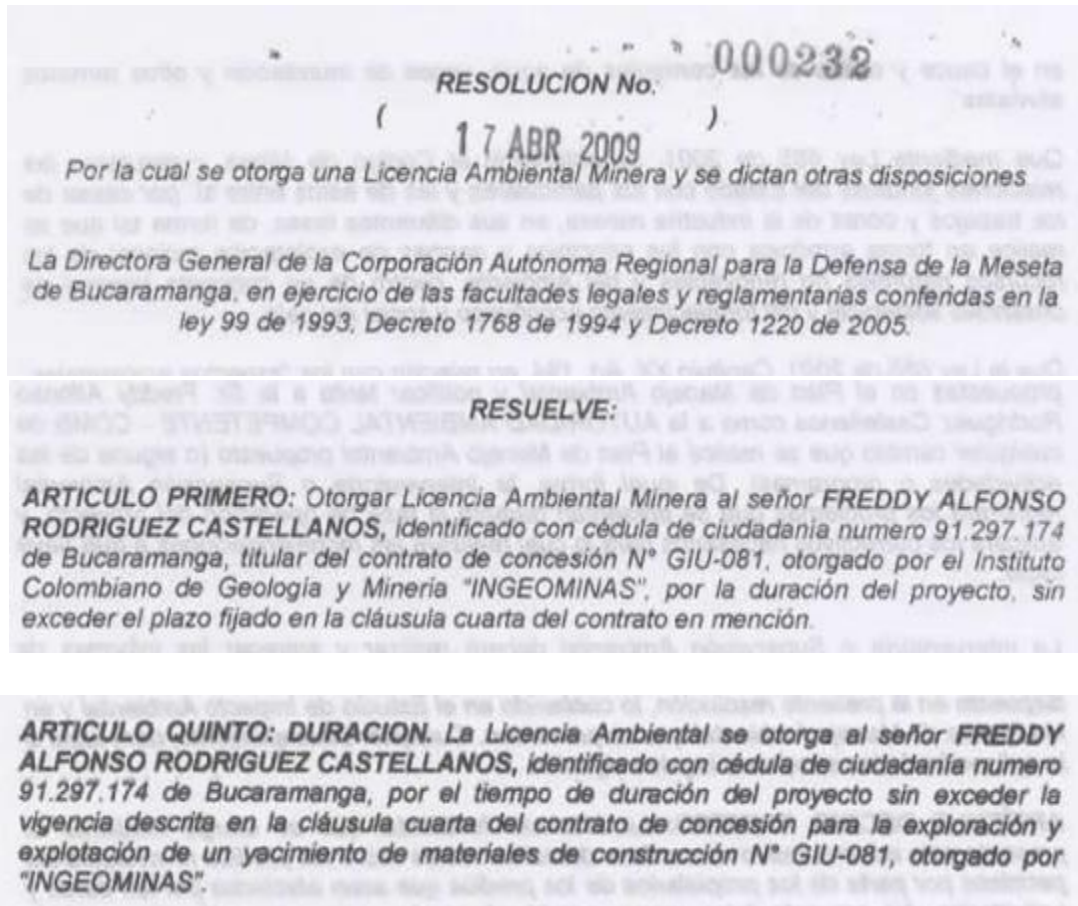 000232
RESOLUCION No.
( )
17 ABR 2009
Por la cual se otorga una Licencia Ambiental Minera y se dictan otras disposiciones
La Directora General de la Corporación Autónoma Regional para la Defensa de la Meseta
de Bucaramanga, en ejercicio de las facultades legales y reglamentarias conferidas en la
ley 99 de 1993, Decreto 1768 de 1994 y Decreto 1220 de 2005.
RESUELVE:
ARTICULO PRIMERO: Otorgar Licencia Ambiental Minera al señor FREDDY ALFONSO
RODRIGUEZ CASTELLANOS, identificado con cédula de ciudadanía numero 91.297.174
de Bucaramanga, titular del contrato de concesión N° GIU-081, otorgado por el Instituto
Colombiano de Geología y Minería "INGEOMINAS", por la duración del proyecto, sin
exceder el plazo fijado en la cláusula cuarta del contrato en mención.
ARTICULO QUINTO: DURACION. La Licencia Ambiental se otorga al señor FREDDY
ALFONSO RODRIGUEZ CASTELLANOS, identificado con cédula de ciudadanía numero
91.297.174 de Bucaramanga, por el tiempo de duración del proyecto sin exceder la
vigencia descrita en la cláusula cuarta del contrato de concesión para la exploración y
explotación de un yacimiento de materiales de construcción N° GIU-081, otorgado por
"INGEOMINAS".